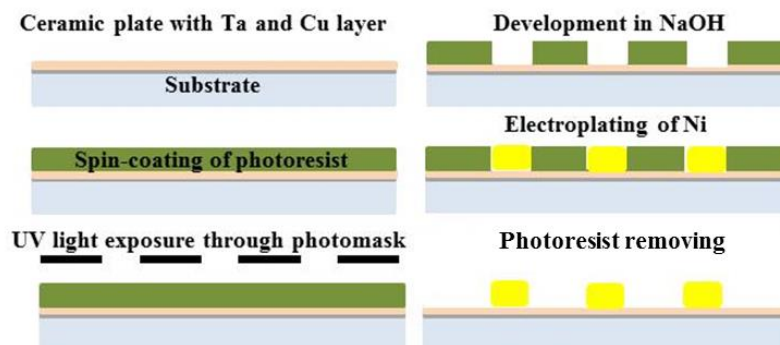 Ceramic plate with Ta and Cu layer
Substrate
Spin-coating of photoresist
UV light exposure through photomask
Development in NaOH
Electroplating of Ni
Photoresist removing